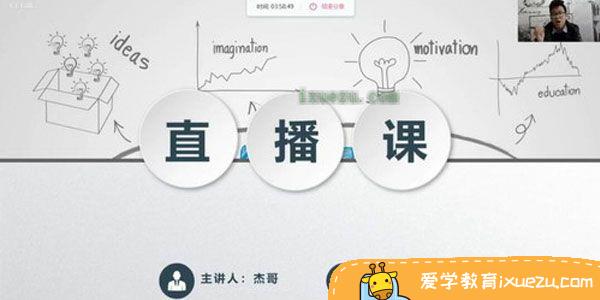 时间 03:58:49
结束分享
ideas
imagination
motivation
education
ixuezu.com
直播课
主讲人：杰哥
爱学教育ixuezu.com